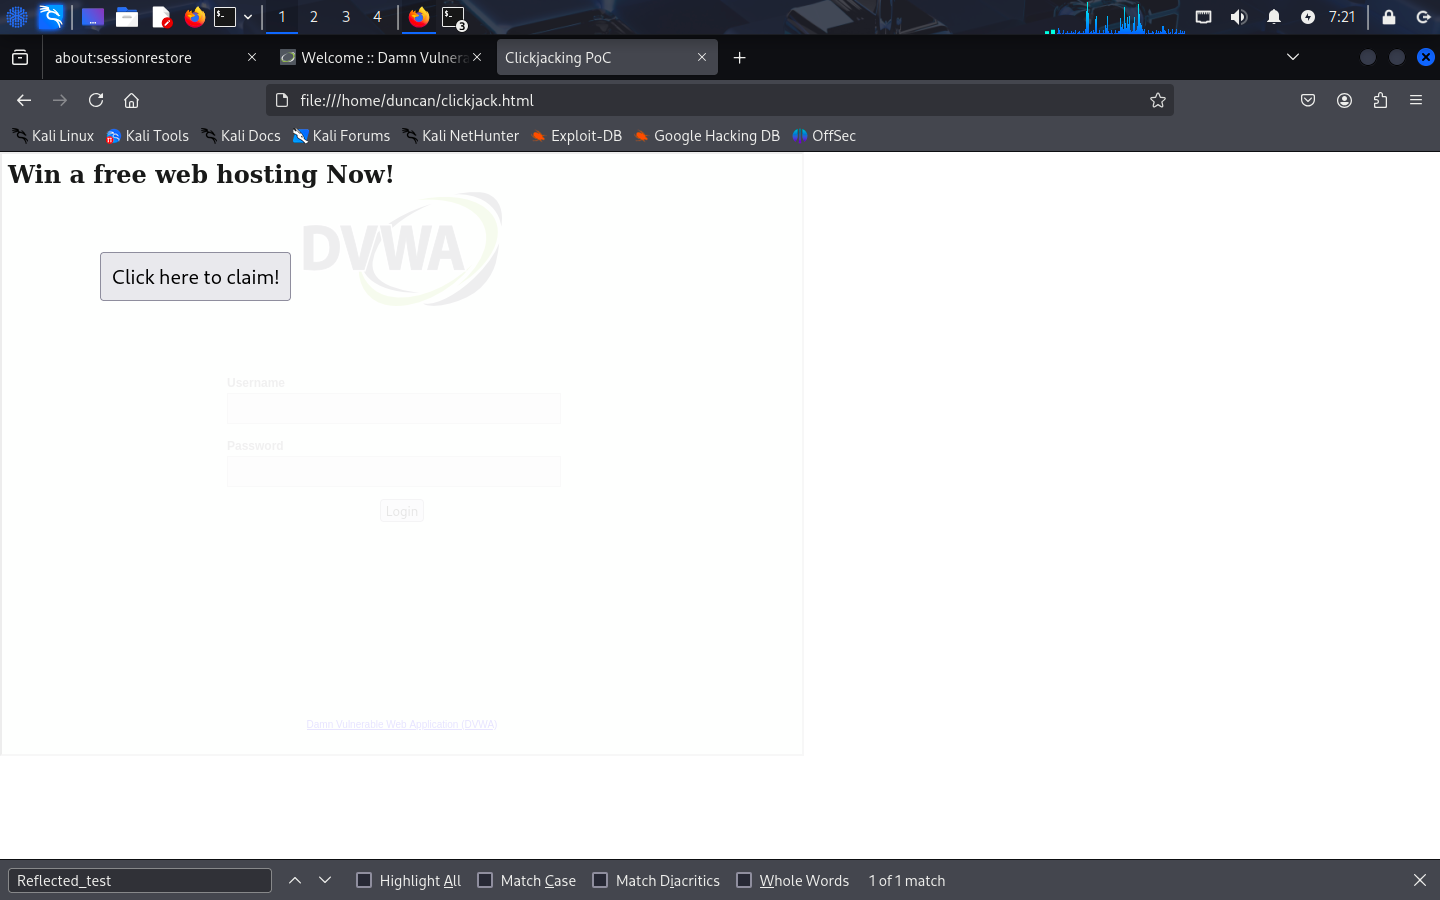 1 2 3 4 3 7:21
about:sessionrestore Welcome :: Damn Vulnera Clickjacking PoC
file:///home/duncan/clickjack.html
Kali Linux Kali Tools Kali Docs Kali Forums Kali NetHunter Exploit-DB Google Hacking DB OffSec
Win a free web hosting Now!
DVWA
Click here to claim!
Username
Password
Login
Damn Vulnerable Web Application (DVWA)
Reflected_test Highlight All Match Case Match Diacritics Whole Words 1 of 1 match